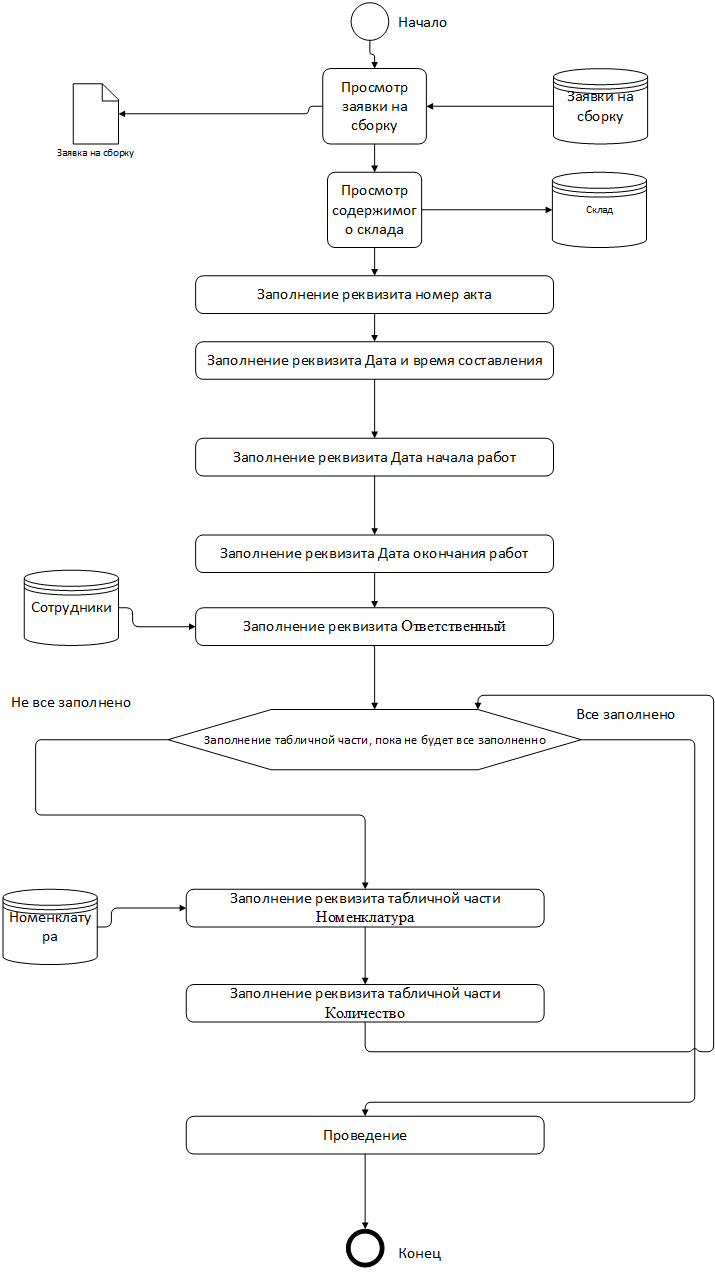 Начало
Просмотр
заявки на
сборку
Заявки на
сборку
Заявка на сборку
Просмотр
содержимог
о склада
Склад
Заполнение реквизита номер акта
Заполнение реквизита Дата и время составления
Заполнение реквизита Дата начала работ
Заполнение реквизита Дата окончания работ
Сотрудники
Заполнение реквизита Ответственный
Не все заполнено
Все заполнено
Заполнение табличной части, пока не будет все заполненно
Заполнение реквизита табличной части
Номенклатура
Номенклату
ра
Заполнение реквизита табличной части
Количество
Проведение
Конец